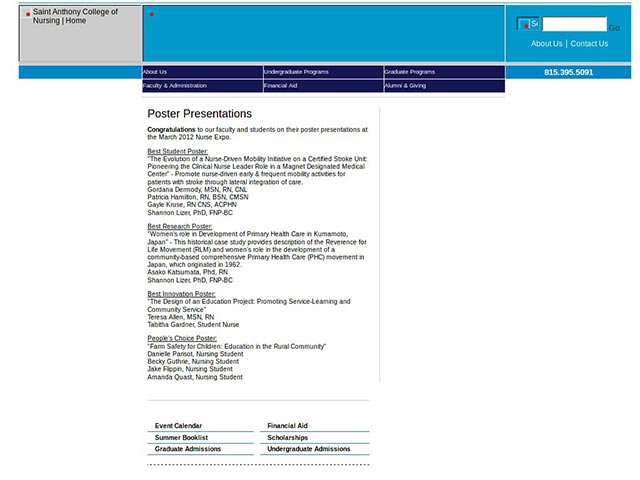 Saint Anthony College of
Nursing | Home
Go
About Us | Contact Us
815.395.5091
About Us
Undergraduate Programs
Graduate Programs
Faculty & Administration
Financial Aid
Alumni & Giving
Poster Presentations
Congratulations to our faculty and students on their poster presentations at
the March 2012 Nurse Expo.
Best Student Poster:
"The Evolution of a Nurse-Driven Mobility Initiative on a Certified Stroke Unit:
Pioneering the Clinical Nurse Leader Role in a Magnet Designated Medical
Center" - Promote nurse-driven early & frequent mobility activities for
patients with stroke through lateral integration of care.
Gordana Dermody, MSN, RN, CNL
Patricia Hamilton, RN, BSN, CMSN
Gayle Kruse, RN CNS, ACPHN
Shannon Lizer, PhD, FNP-BC
Best Research Poster:
"Women's role in Development of Primary Health Care in Kumamoto,
Japan" - This historical case study provides description of the Reverence for
Life Movement (RLM) and women's role in the development of a
community-based comprehensive Primary Health Care (PHC) movement in
Japan, which originated in 1962.
Asako Katsumata, Phd, RN
Shannon Lizer, PhD, FNP-BC
Best Innovation Poster:
"The Design of an Education Project: Promoting Service-Learning and
Community Service"
Teresa Allen, MSN, RN
Tabitha Gardner, Student Nurse
People's Choice Poster:
"Farm Safety for Children: Education in the Rural Community"
Danielle Parisot, Nursing Student
Becky Guthrie, Nursing Student
Jake Flippin, Nursing Student
Amanda Quast, Nursing Student
Event Calendar
Financial Aid
Summer Booklist
Scholarships
Graduate Admissions
Undergraduate Admissions